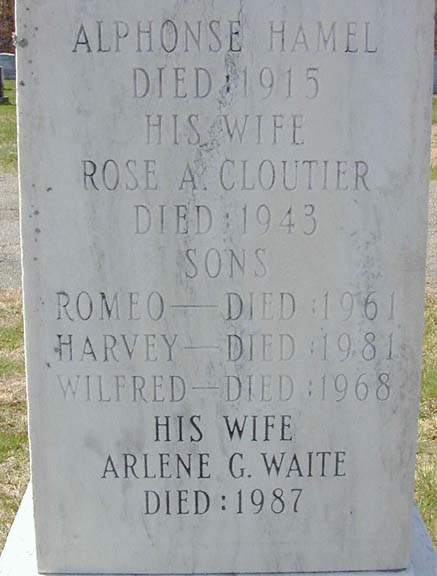 ALPHONSE HAMEL
DIED : 1915
HIS WIFE
ROSE A. CLOUTIER
DIED : 1943
SONS
ROMEO — DIED : 1961
HARVEY — DIED : 1981
WILFRED — DIED : 1968
HIS WIFE
ARLENE G. WAITE
DIED : 1987